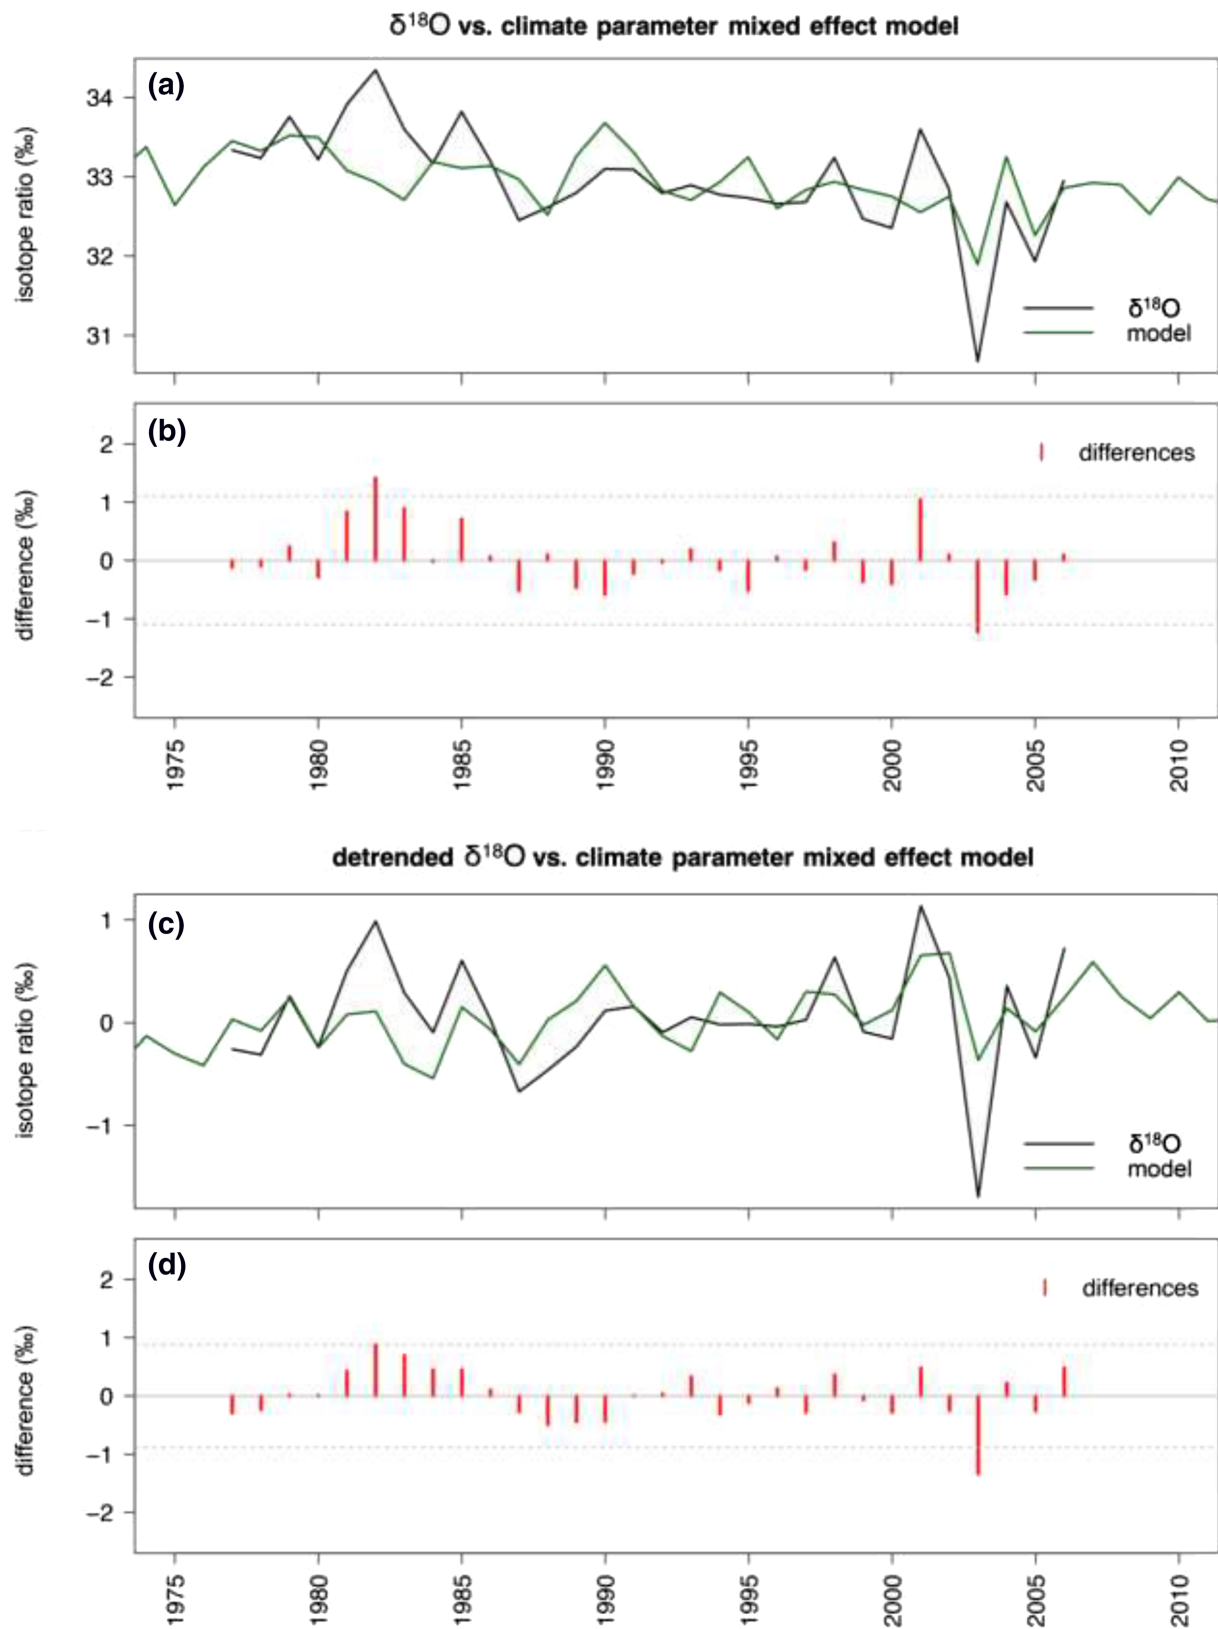 δ¹⁸O vs. climate parameter mixed effect model
(a)
isotope ratio (‰)
34
33
32
31
δ¹⁸O
model
(b)
difference (‰)
2
1
0
−1
−2
differences
1975 1980 1985 1990 1995 2000 2005 2010
detrended δ¹⁸O vs. climate parameter mixed effect model
(c)
isotope ratio (‰)
1
0
−1
δ¹⁸O
model
(d)
difference (‰)
2
1
0
−1
−2
differences
1975 1980 1985 1990 1995 2000 2005 2010